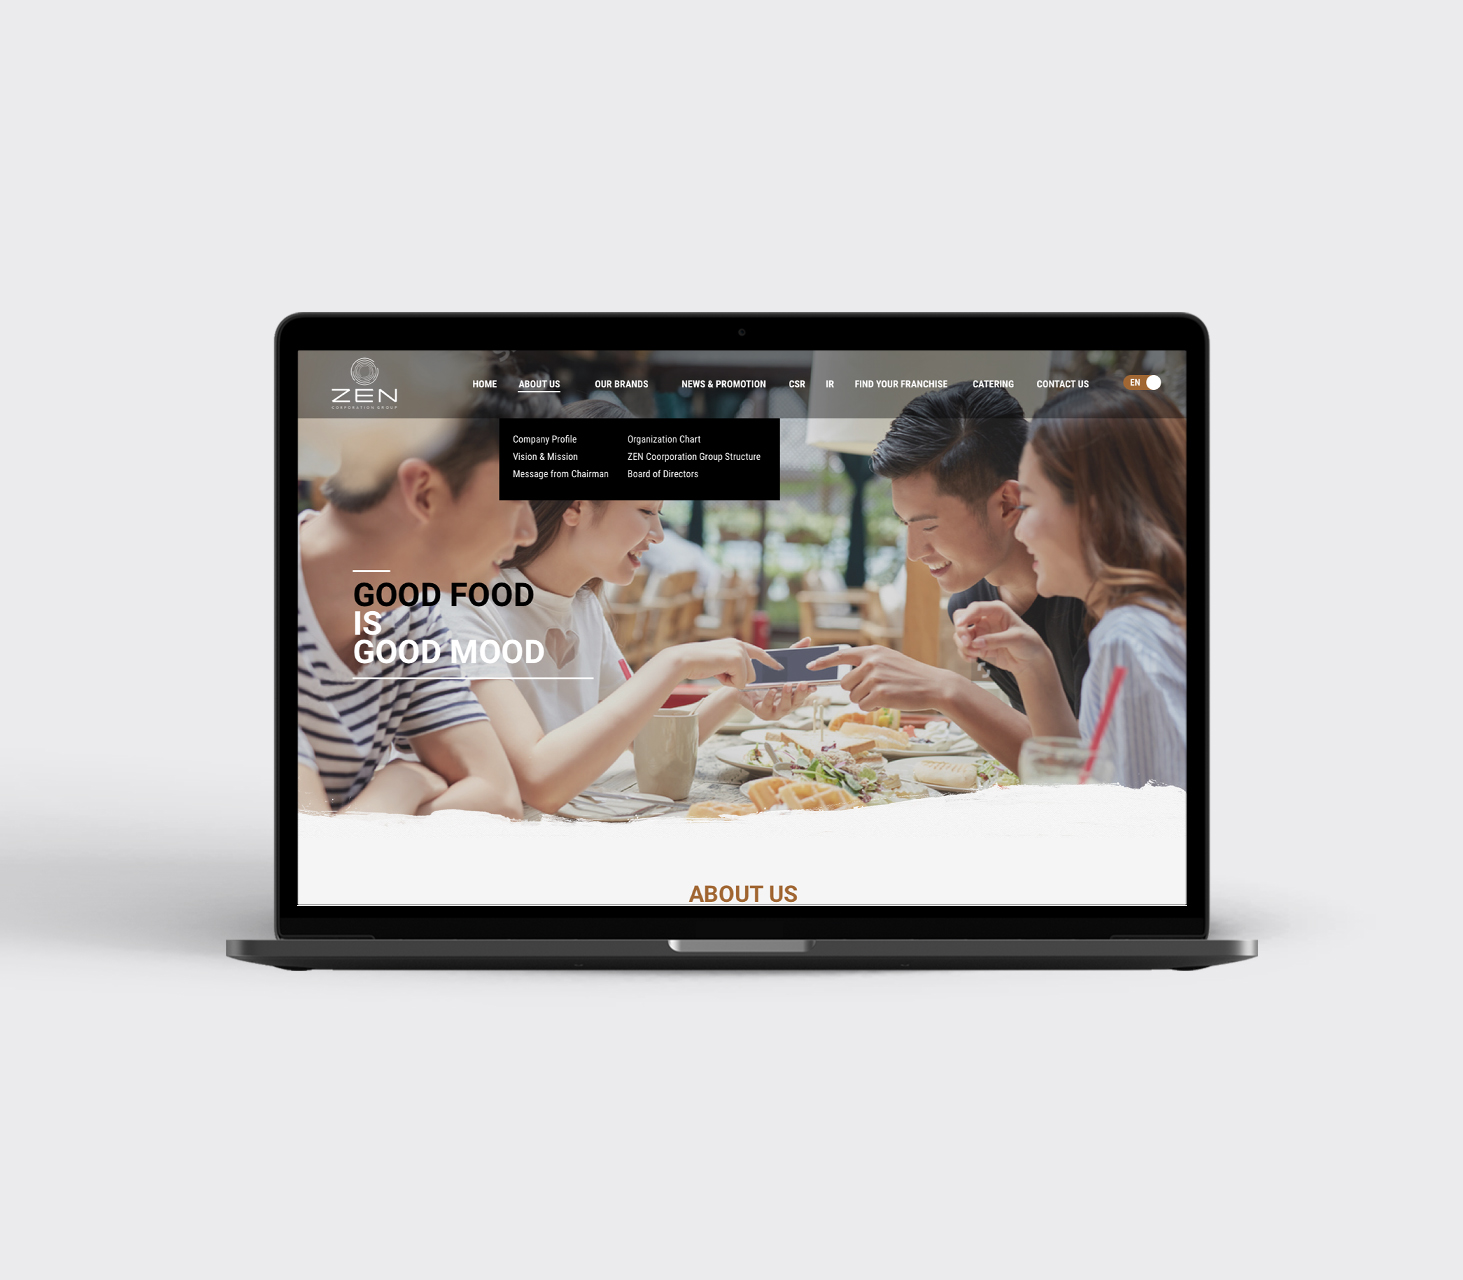 ZEN
CORPORATION GROUP
HOME ABOUT US OUR BRANDS NEWS & PROMOTION CSR IR FIND YOUR FRANCHISE CATERING CONTACT US EN
Company Profile Organization Chart
Vision & Mission ZEN Coorporation Group Structure
Message from Chairman Board of Directors
GOOD FOOD
IS
GOOD MOOD
ABOUT US